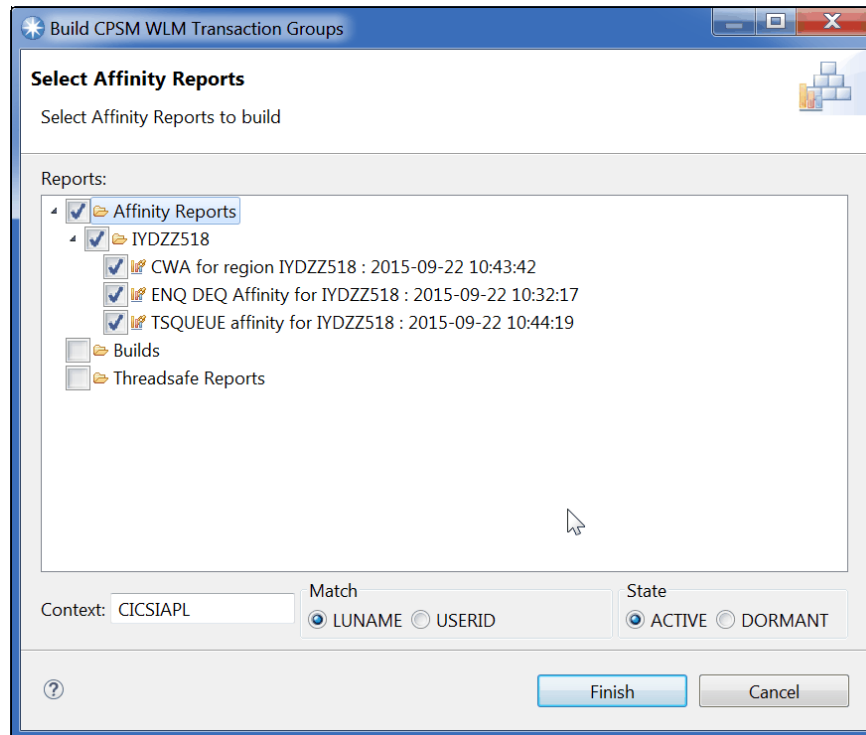 Build CPSM WLM Transaction Groups
Select Affinity Reports
Select Affinity Reports to build
Reports:
Affinity Reports
IYDZZ518
CWA for region IYDZZ518 : 2015-09-22 10:43:42
ENQ DEQ Affinity for IYDZZ518 : 2015-09-22 10:32:17
TSQUEUE affinity for IYDZZ518 : 2015-09-22 10:44:19
Builds
Threadsafe Reports
Context: CICSIAPL
Match
LUNAME USERID
State
ACTIVE DORMANT
? Finish Cancel